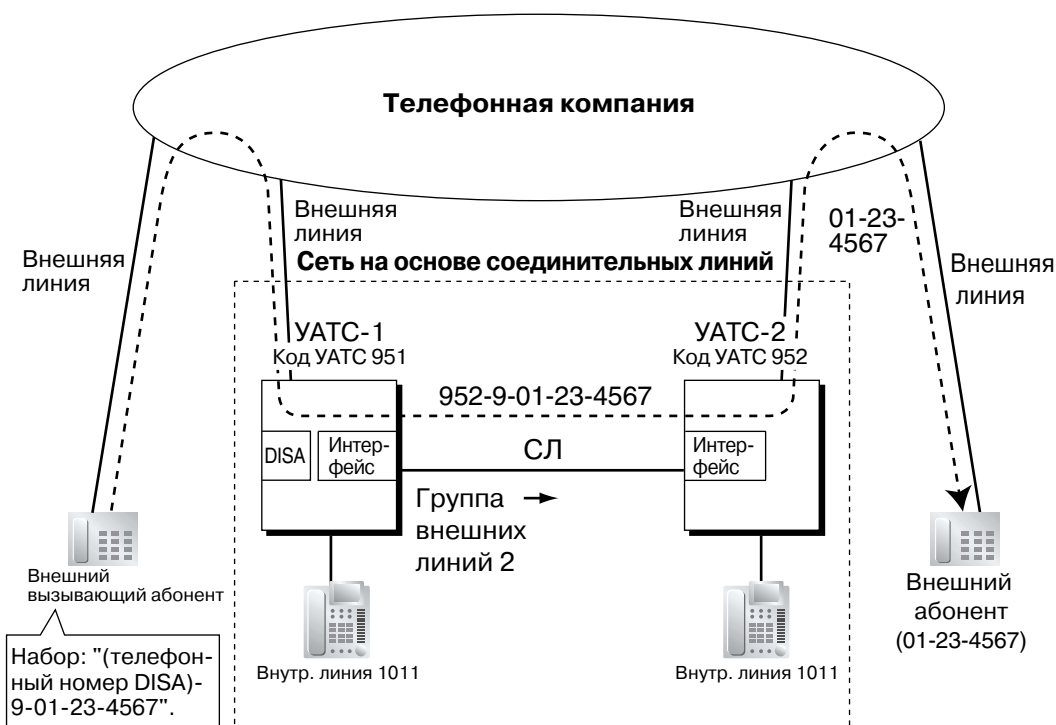 Телефонная компания
Внешняя
линия
Внешняя
линия
Внешняя
линия
01-23-
4567
Внешняя
линия
Сеть на основе соединительных линий
УАТС-1
Код УАТС 951
УАТС-2
Код УАТС 952
952-9-01-23-4567
DISA
Интер-
фейс
СЛ
Интер-
фейс
Группа
внешних
линий 2
Внешний
вызывающий абонент
Набор: "(телефон-
ный номер DISA)-
9-01-23-4567".
Внутр. линия 1011
Внутр. линия 1011
Внешний
абонент
(01-23-4567)